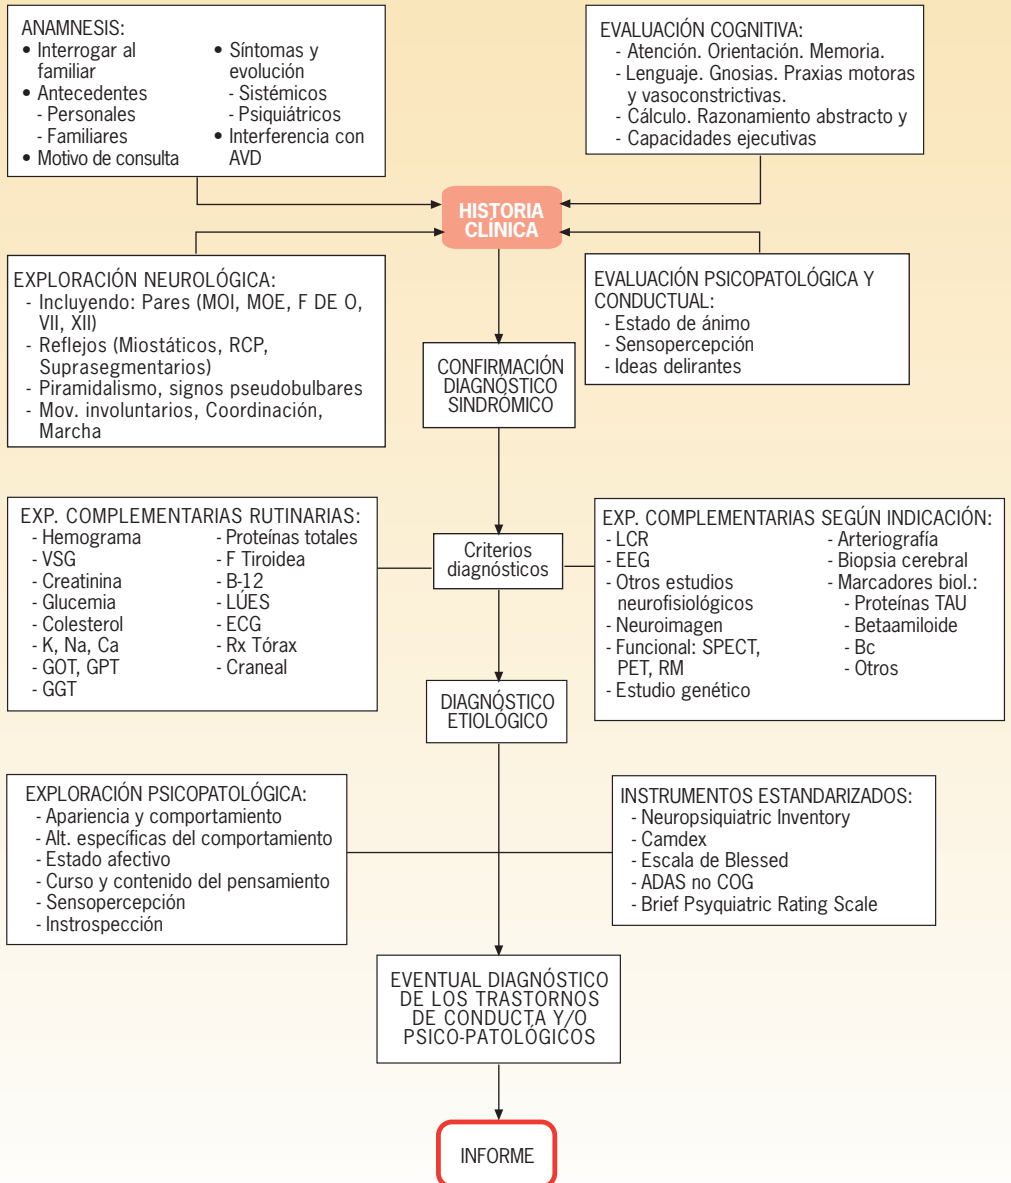 ANAMNESIS:
• Interrogar al
familiar
• Antecedentes
- Personales
- Familiares
• Motivo de consulta
• Síntomas y
evolución
- Sistémicos
- Psiquiátricos
• Interferencia con
AVD
EVALUACIÓN COGNITIVA:
- Atención. Orientación. Memoria.
- Lenguaje. Gnosias. Praxias motoras
y vasoconstrictivas.
- Cálculo. Razonamiento abstracto y
- Capacidades ejecutivas
HISTORIA
CLÍNICA
EXPLORACIÓN NEUROLÓGICA:
- Incluyendo: Pares (MOI, MOE, F DE O,
VII, XII)
- Reflejos (Miostáticos, RCP,
Suprasegmentarios)
- Piramidalismo, signos pseudobulbares
- Mov. involuntarios, Coordinación,
Marcha
EVALUACIÓN PSICOPATOLÓGICA Y
CONDUCTUAL:
- Estado de ánimo
- Sensopercepción
- Ideas delirantes
CONFIRMACIÓN
DIAGNÓSTICO
SINDRÓMICO
EXP. COMPLEMENTARIAS RUTINARIAS:
- Hemograma
- VSG
- Creatinina
- Glucemia
- Colesterol
- K, Na, Ca
- GOT, GPT
- GGT
- Proteínas totales
- F Tiroidea
- B-12
- LÚES
- ECG
- Rx Tórax
- Craneal
Criterios
diagnósticos
EXP. COMPLEMENTARIAS SEGÚN INDICACIÓN:
- LCR
- EEG
- Otros estudios
neurofisiológicos
- Neuroimagen
- Funcional: SPECT,
PET, RM
- Estudio genético
- Arteriografía
- Biopsia cerebral
- Marcadores biol.:
- Proteínas TAU
- Betaamiloide
- Bc
- Otros
DIAGNÓSTICO
ETIOLÓGICO
EXPLORACIÓN PSICOPATOLÓGICA:
- Apariencia y comportamiento
- Alt. específicas del comportamiento
- Estado afectivo
- Curso y contenido del pensamiento
- Sensopercepción
- Instrospección
INSTRUMENTOS ESTANDARIZADOS:
- Neuropsiquiatric Inventory
- Camdex
- Escala de Blessed
- ADAS no COG
- Brief Psyquiatric Rating Scale
EVENTUAL DIAGNÓSTICO
DE LOS TRASTORNOS
DE CONDUCTA Y/O
PSICO-PATOLÓGICOS
INFORME